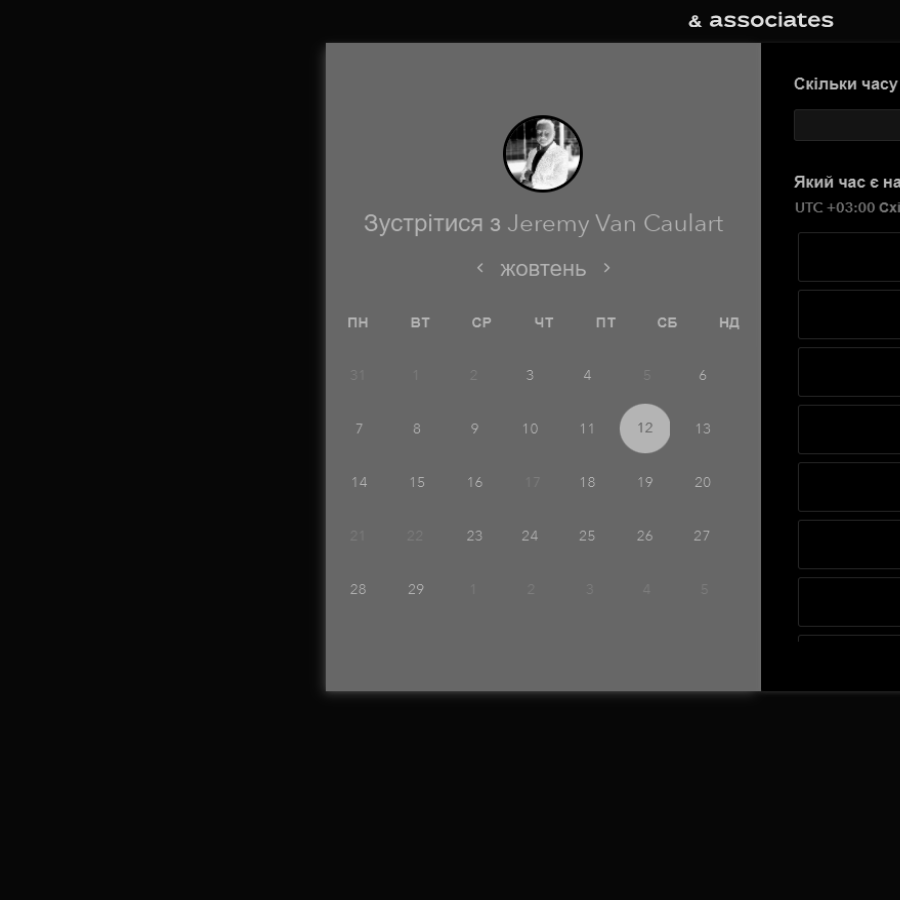 & associates
Зустрітися з Jeremy Van Caulart
< жовтень >
ПН ВТ СР ЧТ ПТ СБ НД
31 1 2 3 4 5 6
7 8 9 10 11 12 13
14 15 16 17 18 19 20
21 22 23 24 25 26 27
28 29 1 2 3 4 5
Скільки часу
Який час є на
UTC +03:00 Схі